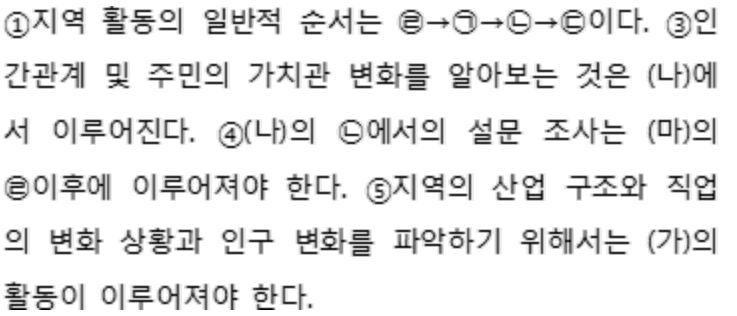 ①지역 활동의 일반적 순서는 ㉣→㉠→㉡→㉢이다. ③인
간관계 및 주민의 가치관 변화를 알아보는 것은 (나)에
서 이루어진다. ④(나)의 ㉡에서의 설문 조사는 (마)의
㉣이후에 이루어져야 한다. ⑤지역의 산업 구조와 직업
의 변화 상황과 인구 변화를 파악하기 위해서는 (가)의
활동이 이루어져야 한다.